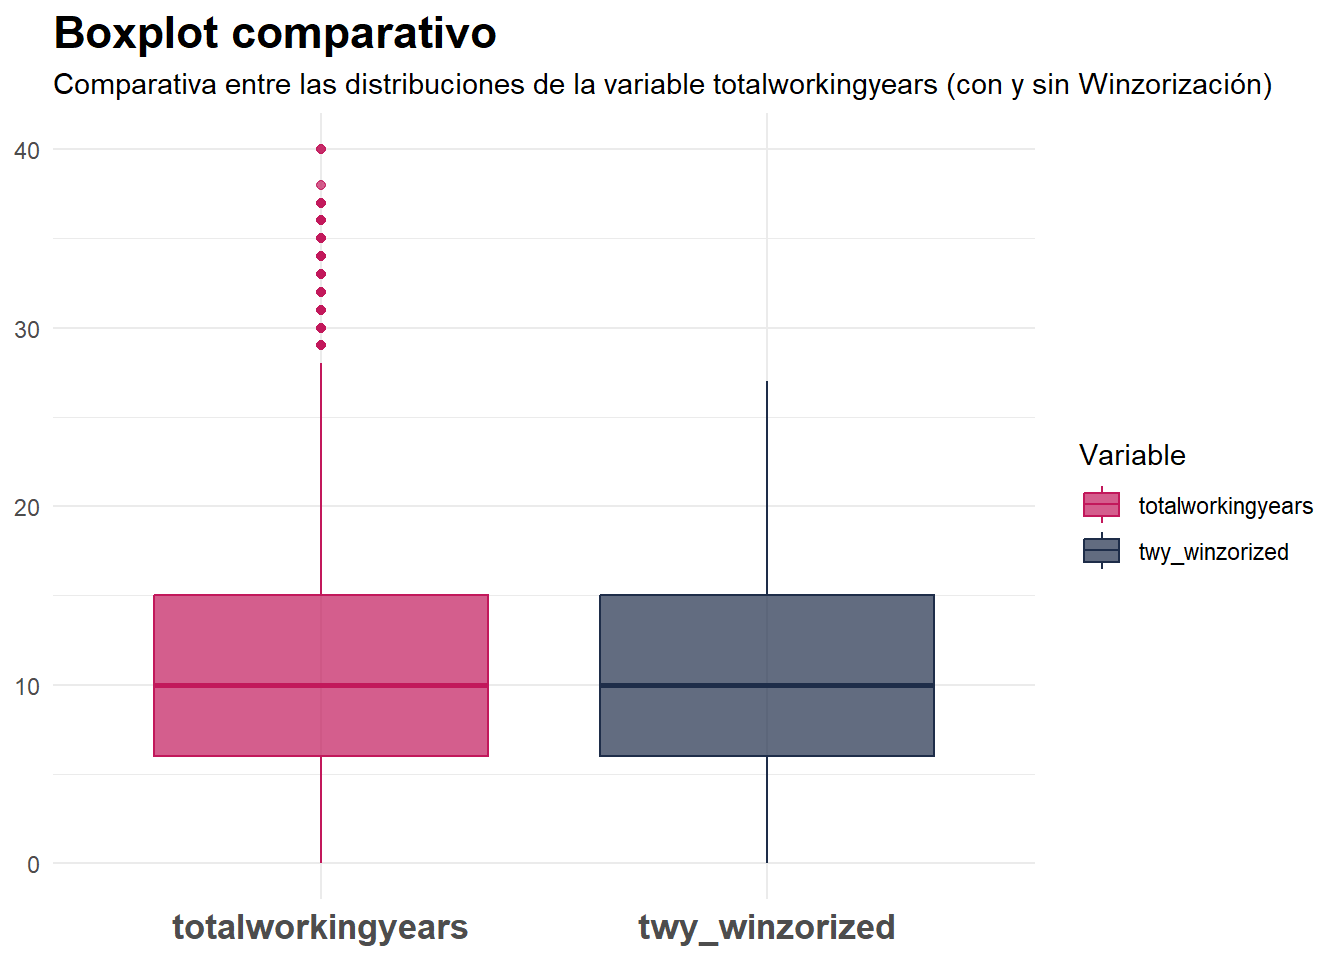 Boxplot comparativo
Comparativa entre las distribuciones de la variable totalworkingyears (con y sin Winzorización)
40
30
20
10
0
totalworkingyears
twy_winzorized
Variable
totalworkingyears
twy_winzorized